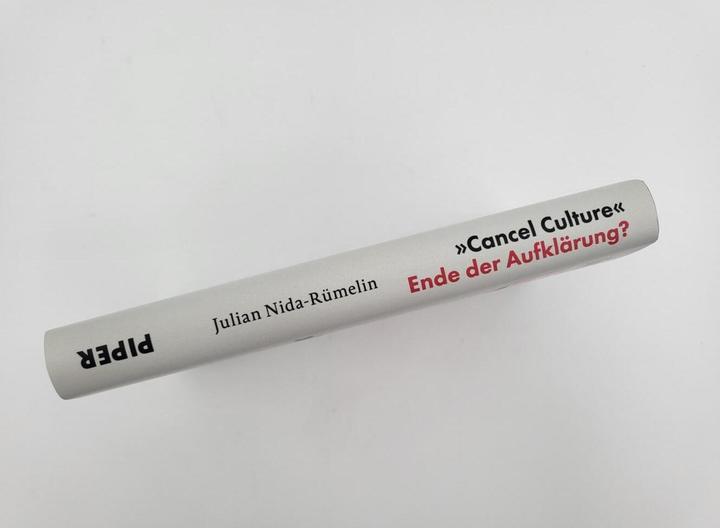 »Cancel Culture«
Ende der Aufklärung?
Julian Nida-Rümelin
PIPER